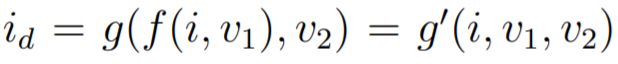 i_d = g(f(i, v_1), v_2) = g'(i, v_1, v_2)